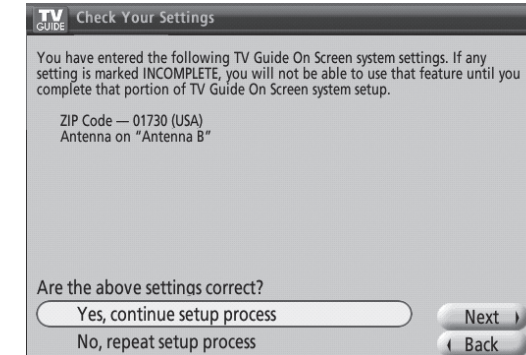 TV GUIDE Check Your Settings
You have entered the following TV Guide On Screen system settings. If any
setting is marked INCOMPLETE, you will not be able to use that feature until you
complete that portion of TV Guide On Screen system setup.
ZIP Code — 01730 (USA)
Antenna on “Antenna B”
Are the above settings correct?
Yes, continue setup process
Next
No, repeat setup process
Back